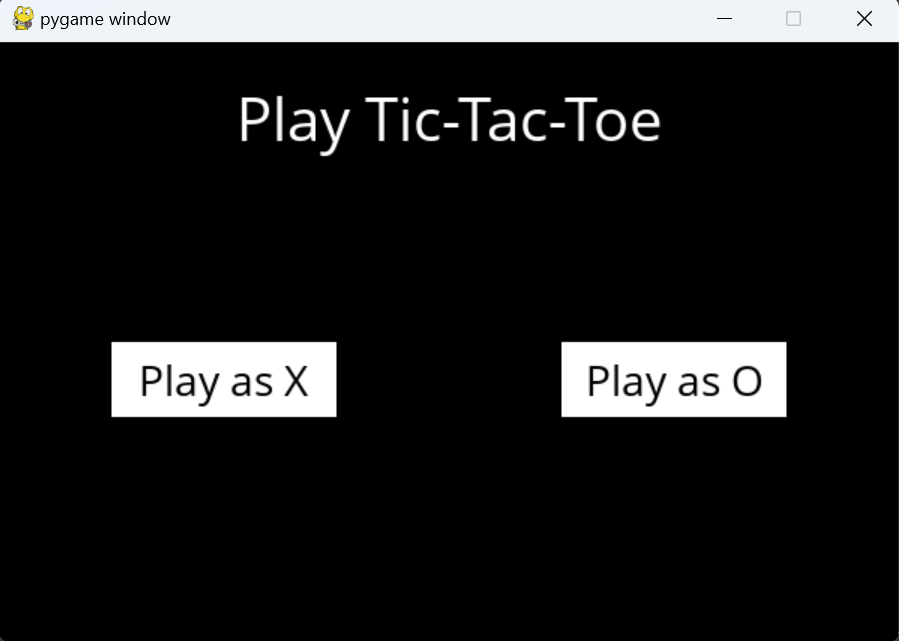 pygame window
Play Tic-Tac-Toe
Play as X
Play as O